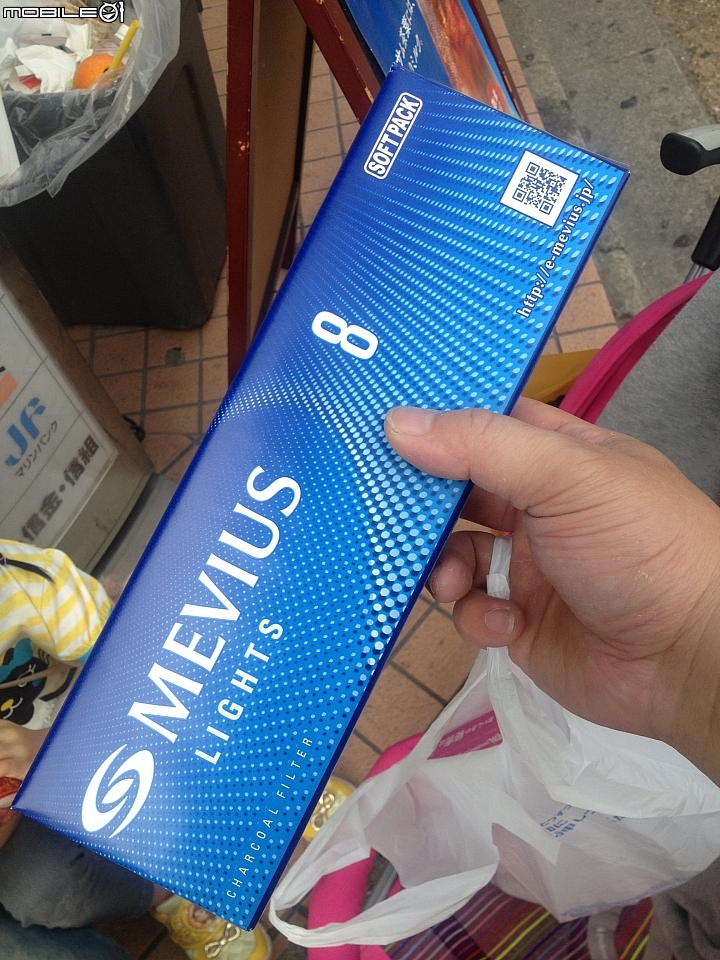 MOBILE01
SOFT PACK
http://e-mevius.jp/
8
MEVIUS
LIGHTS
CHARCOAL FILTER
JF
マリンバンク
信金・信組